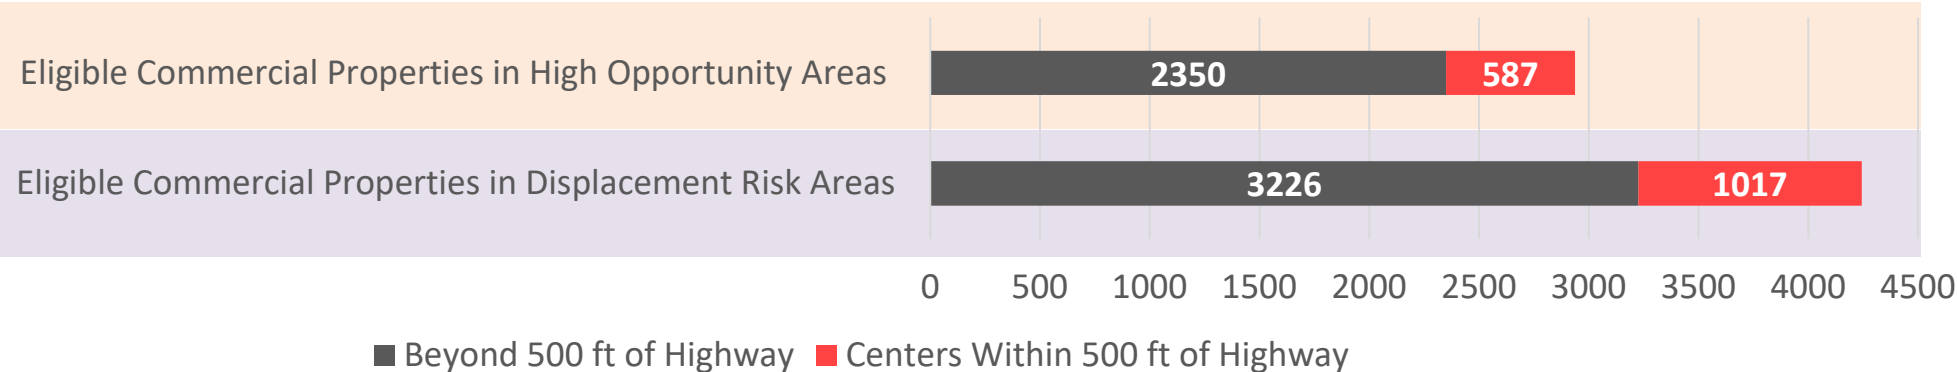 Eligible Commercial Properties in High Opportunity Areas 2350 587
Eligible Commercial Properties in Displacement Risk Areas 3226 1017
0 500 1000 1500 2000 2500 3000 3500 4000 4500
Beyond 500 ft of Highway Centers Within 500 ft of Highway